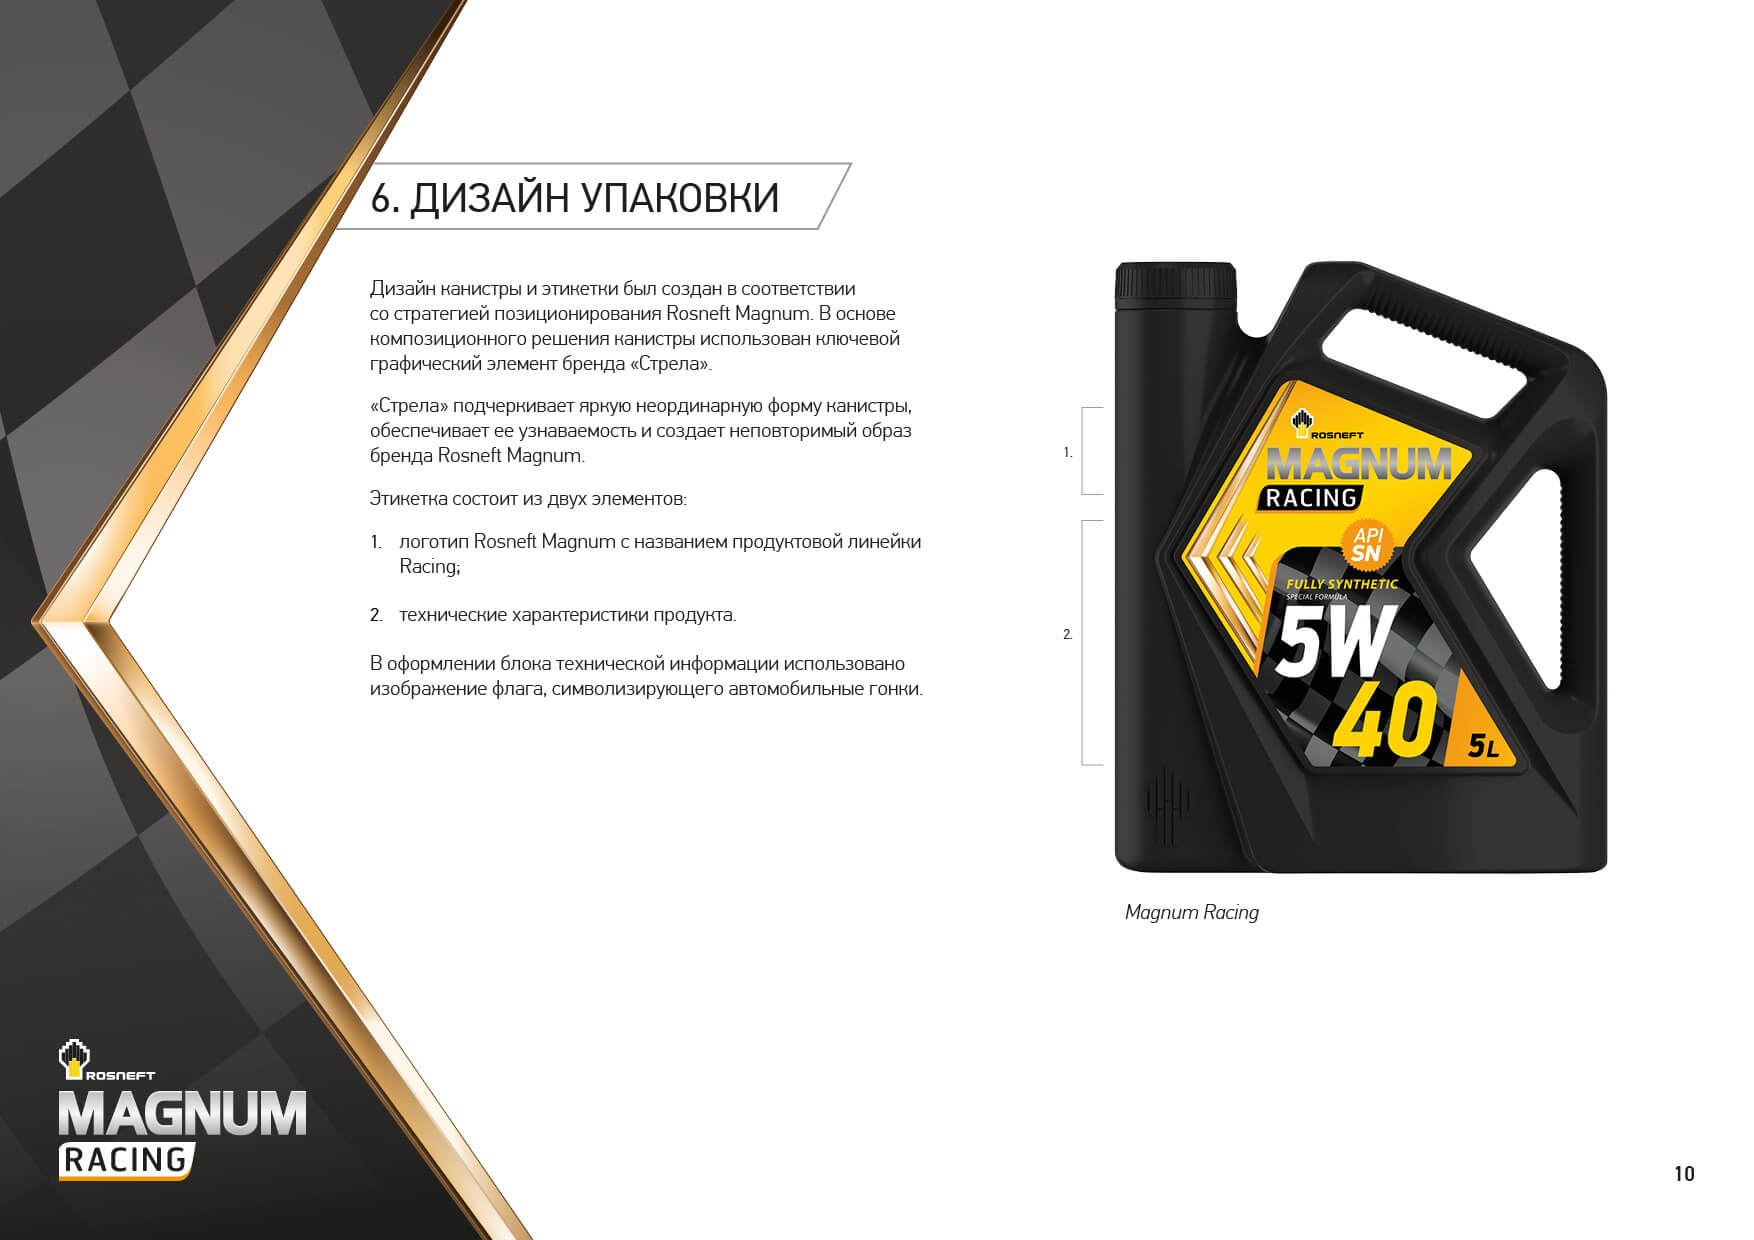 6. ДИЗАЙН УПАКОВКИ
Дизайн канистры и этикетки был создан в соответствии
со стратегией позиционирования Rosneft Magnum. В основе
композиционного решения канистры использован ключевой
графический элемент бренда «Стрела».
«Стрела» подчеркивает яркую неординарную форму канистры,
обеспечивает ее узнаваемость и создает неповторимый образ
бренда Rosneft Magnum.
Этикетка состоит из двух элементов:
1. логотип Rosneft Magnum с названием продуктовой линейки
Racing;
2. технические характеристики продукта.
В оформлении блока технической информации использовано
изображение флага, символизирующего автомобильные гонки.
1.
2.
ROSNEFT
MAGNUM
RACING
API
SN
FULLY SYNTHETIC
SPECIAL FORMULA
5W
40
5L
Magnum Racing
ROSNEFT
MAGNUM
RACING
10